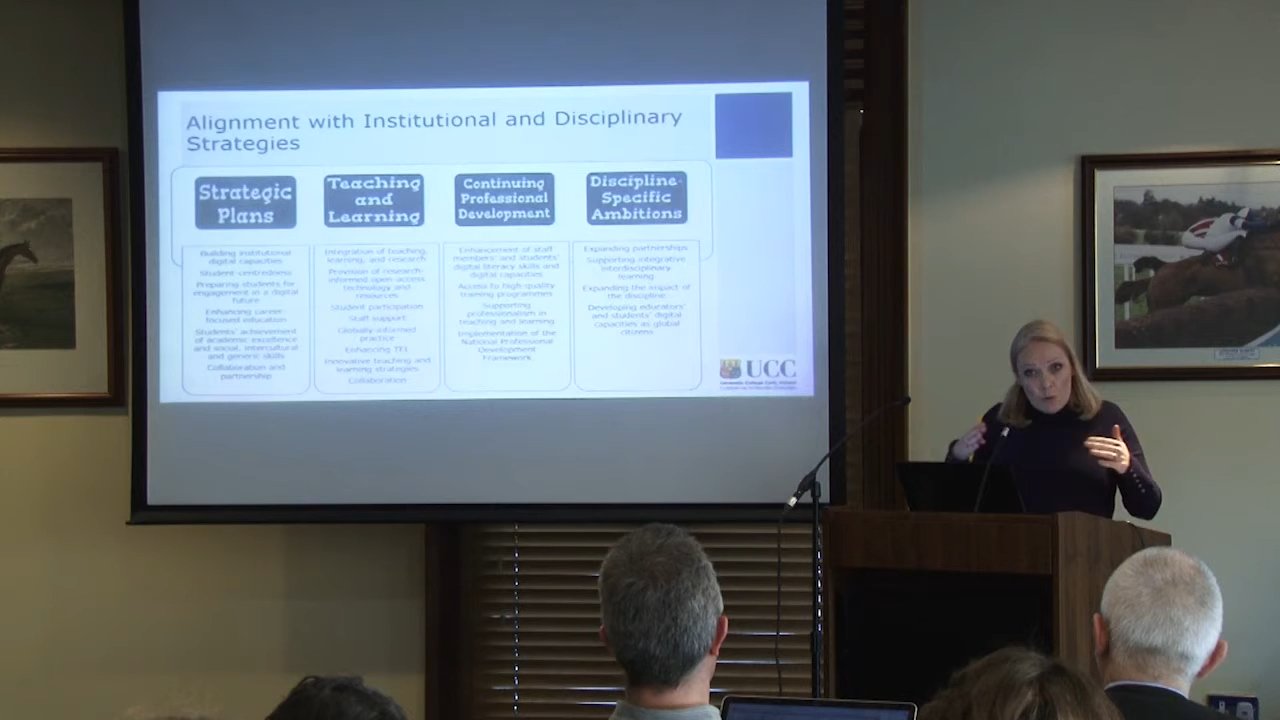 Alignment with Institutional and Disciplinary
Strategies
Strategic
Plans
Building institutional
digital capacities
Student-centredness
Preparing students for
engagement in a digital
future
Enhancing career-
focused education
Students' achievement
of academic excellence
and social, intercultural
and generic skills
Collaboration and
partnership
Teaching
and
Learning
Integration of teaching,
learning, and research
Provision of research-
informed open-access
technology and
resources
Student participation
Staff support
Globally-informed
practice
Enhancing TEL
Innovative teaching and
learning strategies
Collaboration
Continuing
Professional
Development
Enhancement of staff
members' and students'
digital literacy skills and
digital capacities
Access to high-quality
training programmes
Supporting
professionalism in
teaching and learning
Implementation of the
National Professional
Development
Framework
Discipline-
Specific
Ambitions
Expanding partnerships
Supporting integrative
interdisciplinary
learning
Expanding the impact of
the discipline
Developing educators'
and students' digital
capacities as global
citizens
UCC
University College Cork, Ireland